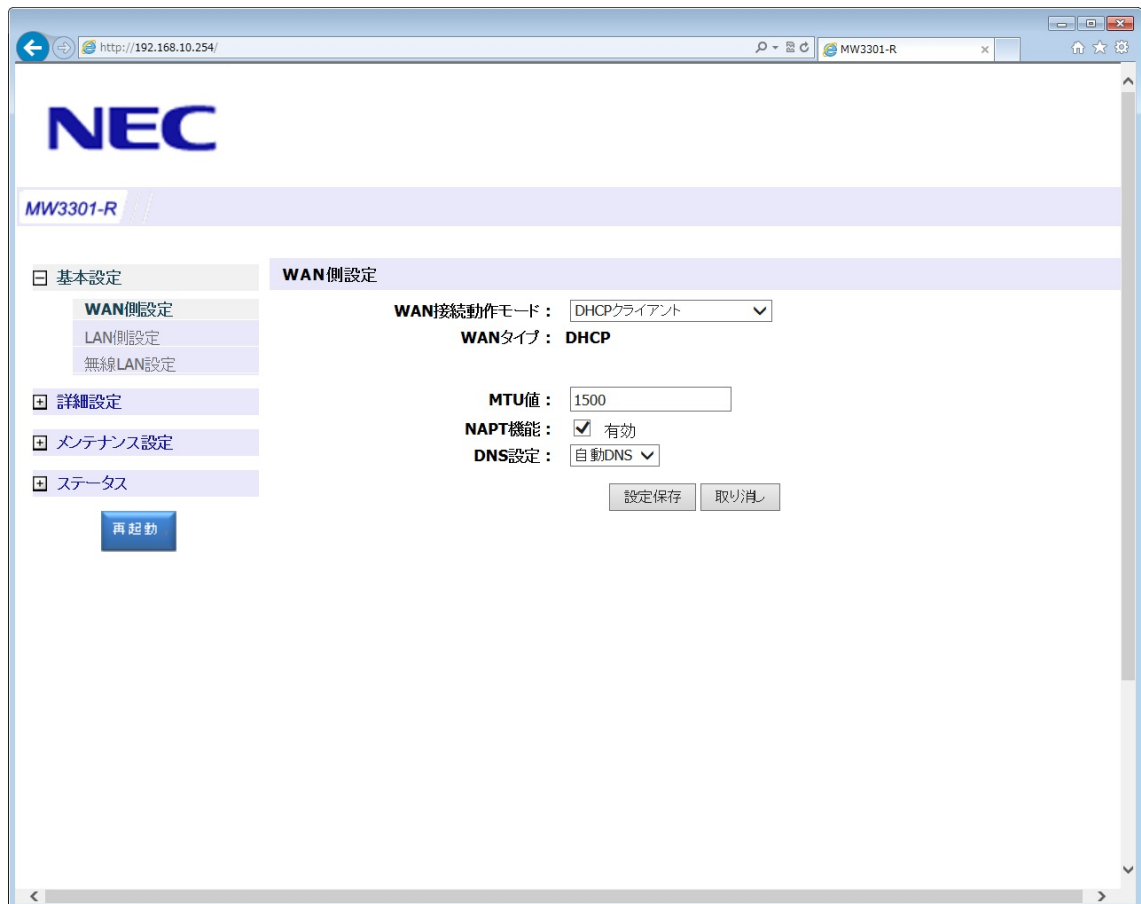 http://192.168.10.254/
MW3301-R
NEC
MW3301-R
基本設定
WAN側設定
LAN側設定
無線LAN設定
詳細設定
メンテナンス設定
ステータス
再起動
WAN側設定
WAN接続動作モード： DHCPクライアント
WANタイプ： DHCP
MTU値： 1500
NAPT機能： 有効
DNS設定： 自動DNS
設定保存 取り消し